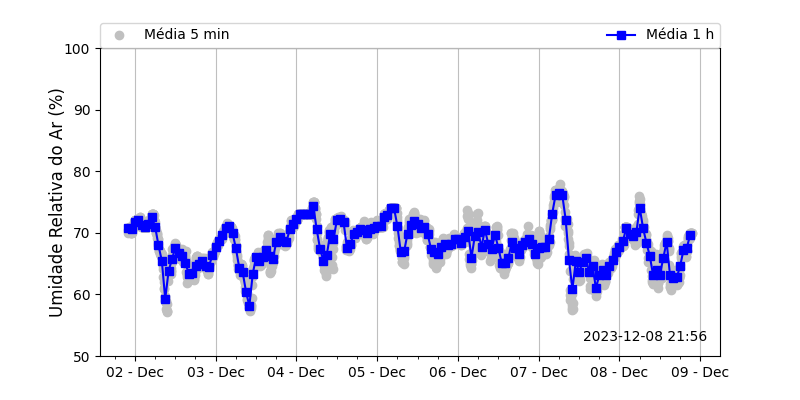 Média 5 min
Média 1 h
Umidade Relativa do Ar (%)
100
90
80
70
60
50
2023-12-08 21:56
02 - Dec
03 - Dec
04 - Dec
05 - Dec
06 - Dec
07 - Dec
08 - Dec
09 - Dec